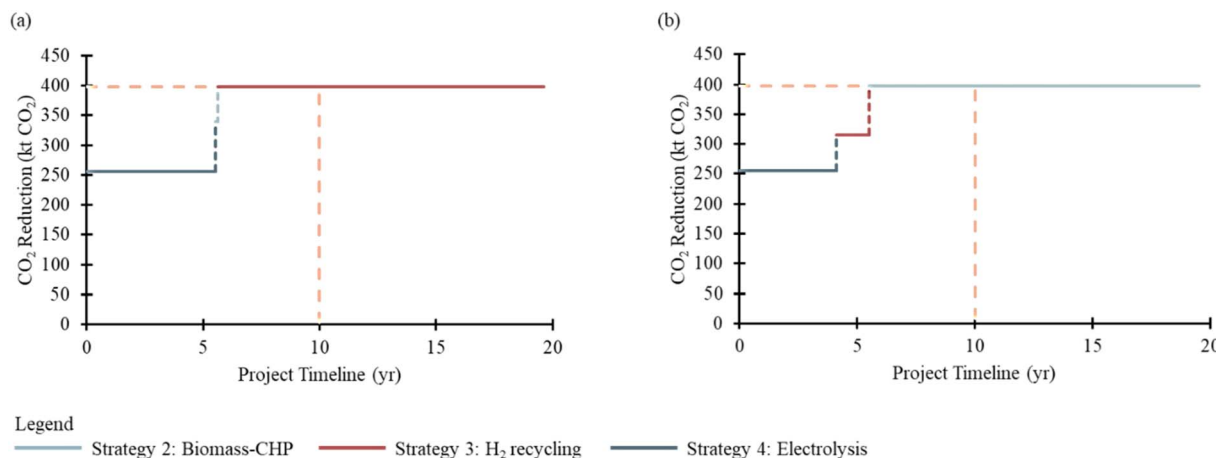 (a)
450
400
350
300
250
200
150
100
50
0
CO₂ Reduction (kt CO₂)
0 5 10 15 20
Project Timeline (yr)
(b)
450
400
350
300
250
200
150
100
50
0
CO₂ Reduction (kt CO₂)
0 5 10 15 20
Project Timeline (yr)
Legend
Strategy 2: Biomass-CHP Strategy 3: H₂ recycling Strategy 4: Electrolysis